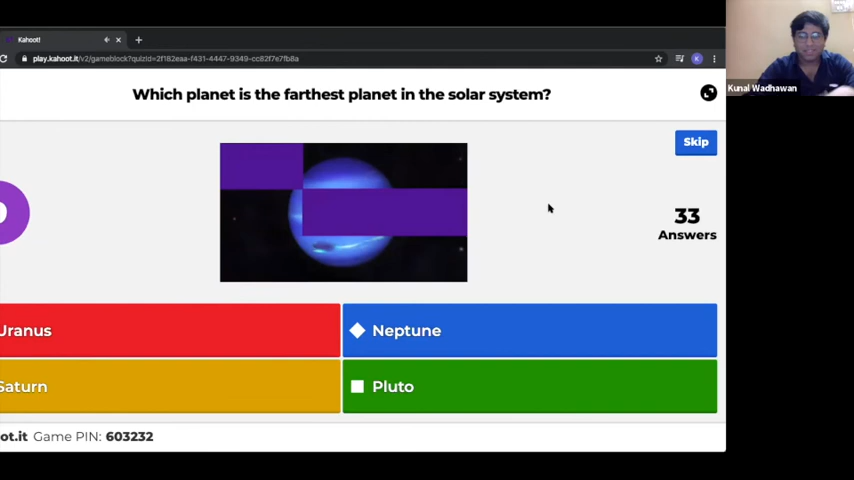 Kahoot!
play.kahoot.it/v2/gameblock?quizId=2f182eaa-f431-4447-9349-cc82f7e7fb8a
K
Kunal Wadhawan
Which planet is the farthest planet in the solar system?
Skip
33
Answers
Uranus
Neptune
Saturn
Pluto
ot.it Game PIN: 603232